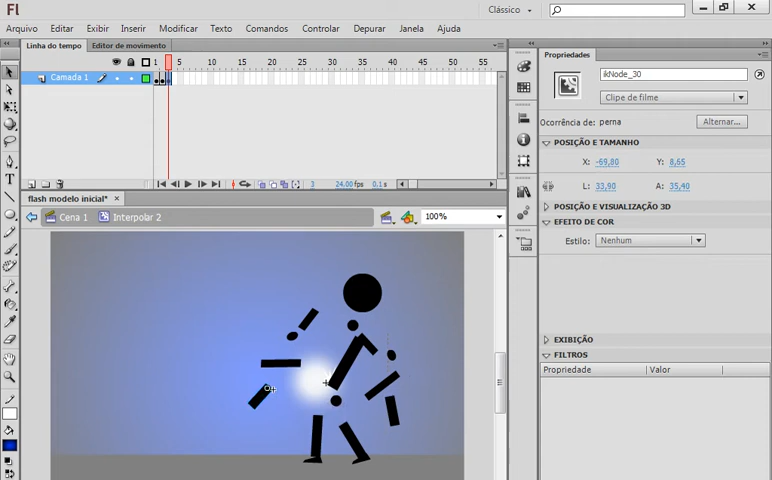 Fl
Clássico
Arquivo Editar Exibir Inserir Modificar Texto Comandos Controlar Depurar Janela Ajuda
Linha do tempo Editor de movimento
1 5 10 15 20 25 30 35 40 45 50 55
Camada 1
3 24.00 fps 0,1 s
flash modelo inicial*
Cena 1 Interpolar 2 100%
T
Propriedades
ikNode_30
Clipe de filme
Ocorrência de: perna Alternar...
POSIÇÃO E TAMANHO
X: -69,80 Y: 8,65
L: 33,90 A: 35,40
POSIÇÃO E VISUALIZAÇÃO 3D
EFEITO DE COR
Estilo: Nenhum
EXIBIÇÃO
FILTROS
Propriedade Valor